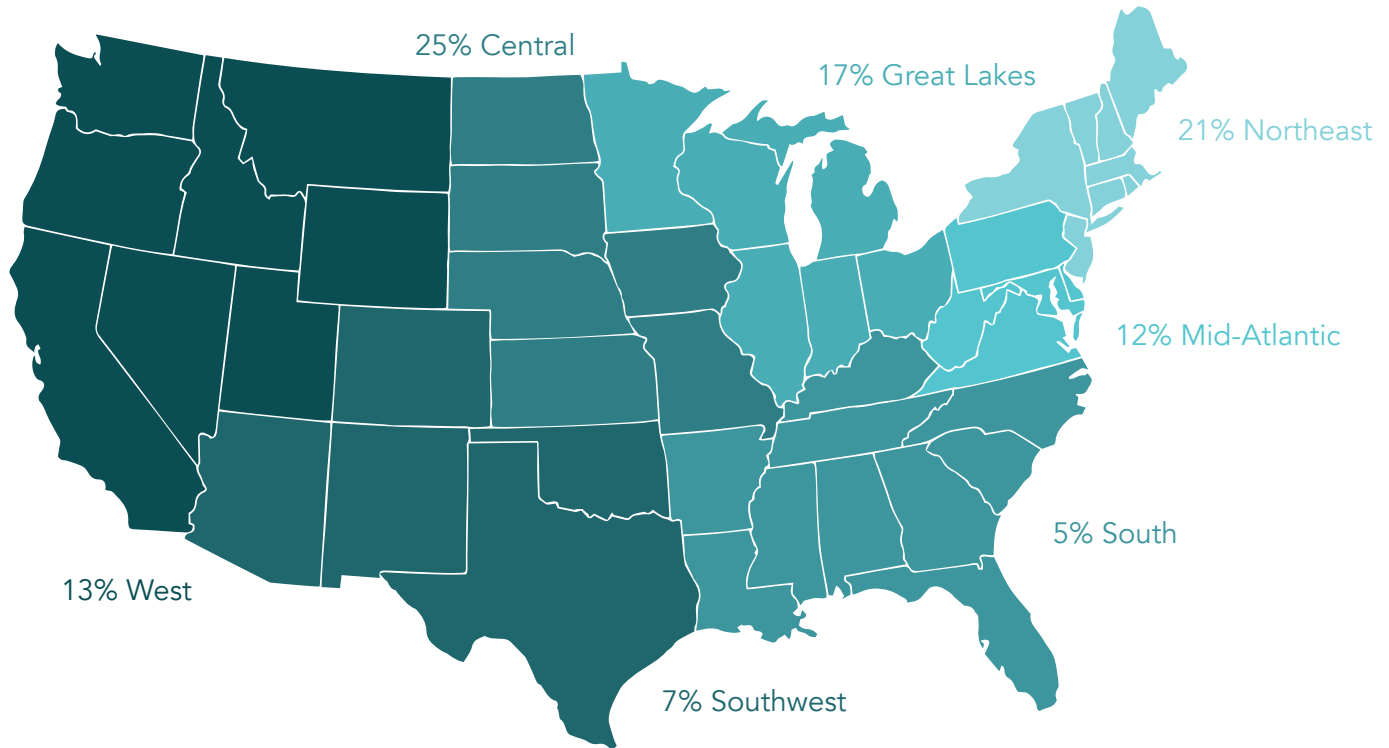 25% Central
17% Great Lakes
21% Northeast
12% Mid-Atlantic
5% South
13% West
7% Southwest